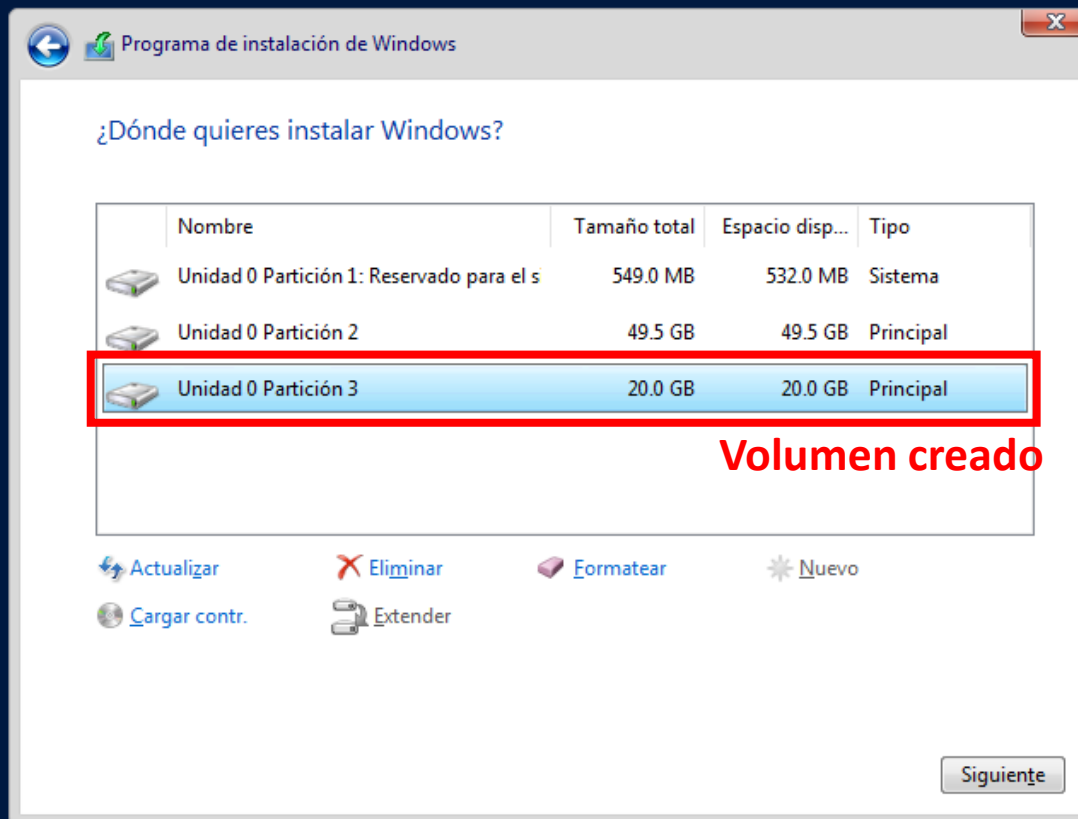 Programa de instalación de Windows
¿Dónde quieres instalar Windows?
Nombre Tamaño total Espacio disp... Tipo
Unidad 0 Partición 1: Reservado para el s 549.0 MB 532.0 MB Sistema
Unidad 0 Partición 2 49.5 GB 49.5 GB Principal
Unidad 0 Partición 3 20.0 GB 20.0 GB Principal
Volumen creado
Actualizar Eliminar Formatear Nuevo
Cargar contr. Extender
Siguiente